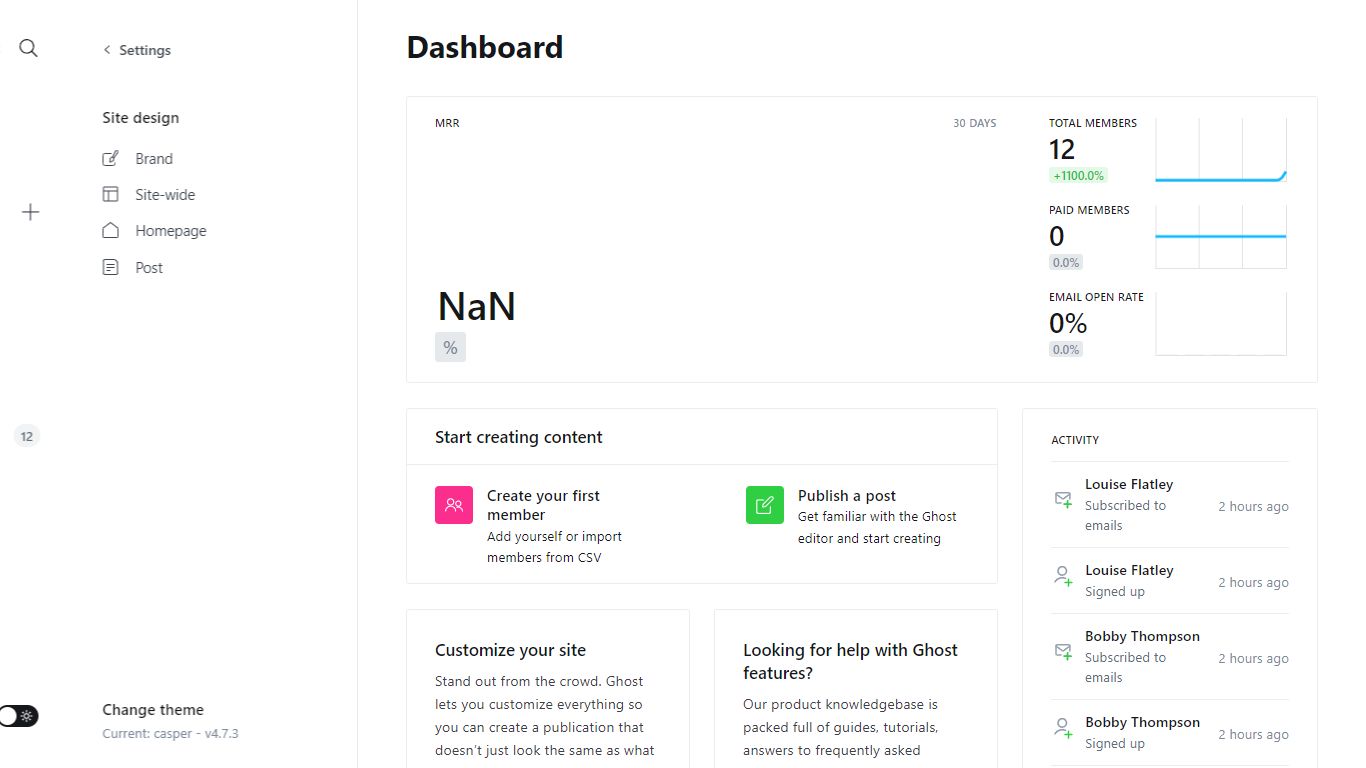 Settings
Site design
Brand
Site-wide
Homepage
Post
12
Change theme
Current: casper - v4.7.3
Dashboard
MRR
30 DAYS
NaN
%
TOTAL MEMBERS
12
+1100.0%
PAID MEMBERS
0
0.0%
EMAIL OPEN RATE
0%
0.0%
Start creating content
Create your first
member
Add yourself or import
members from CSV
Publish a post
Get familiar with the Ghost
editor and start creating
Customize your site
Stand out from the crowd. Ghost
lets you customize everything so
you can create a publication that
doesn't just look the same as what
Looking for help with Ghost
features?
Our product knowledgebase is
packed full of guides, tutorials,
answers to frequently asked
ACTIVITY
Louise Flatley
Subscribed to
emails
2 hours ago
Louise Flatley
Signed up
2 hours ago
Bobby Thompson
Subscribed to
emails
2 hours ago
Bobby Thompson
Signed up
2 hours ago